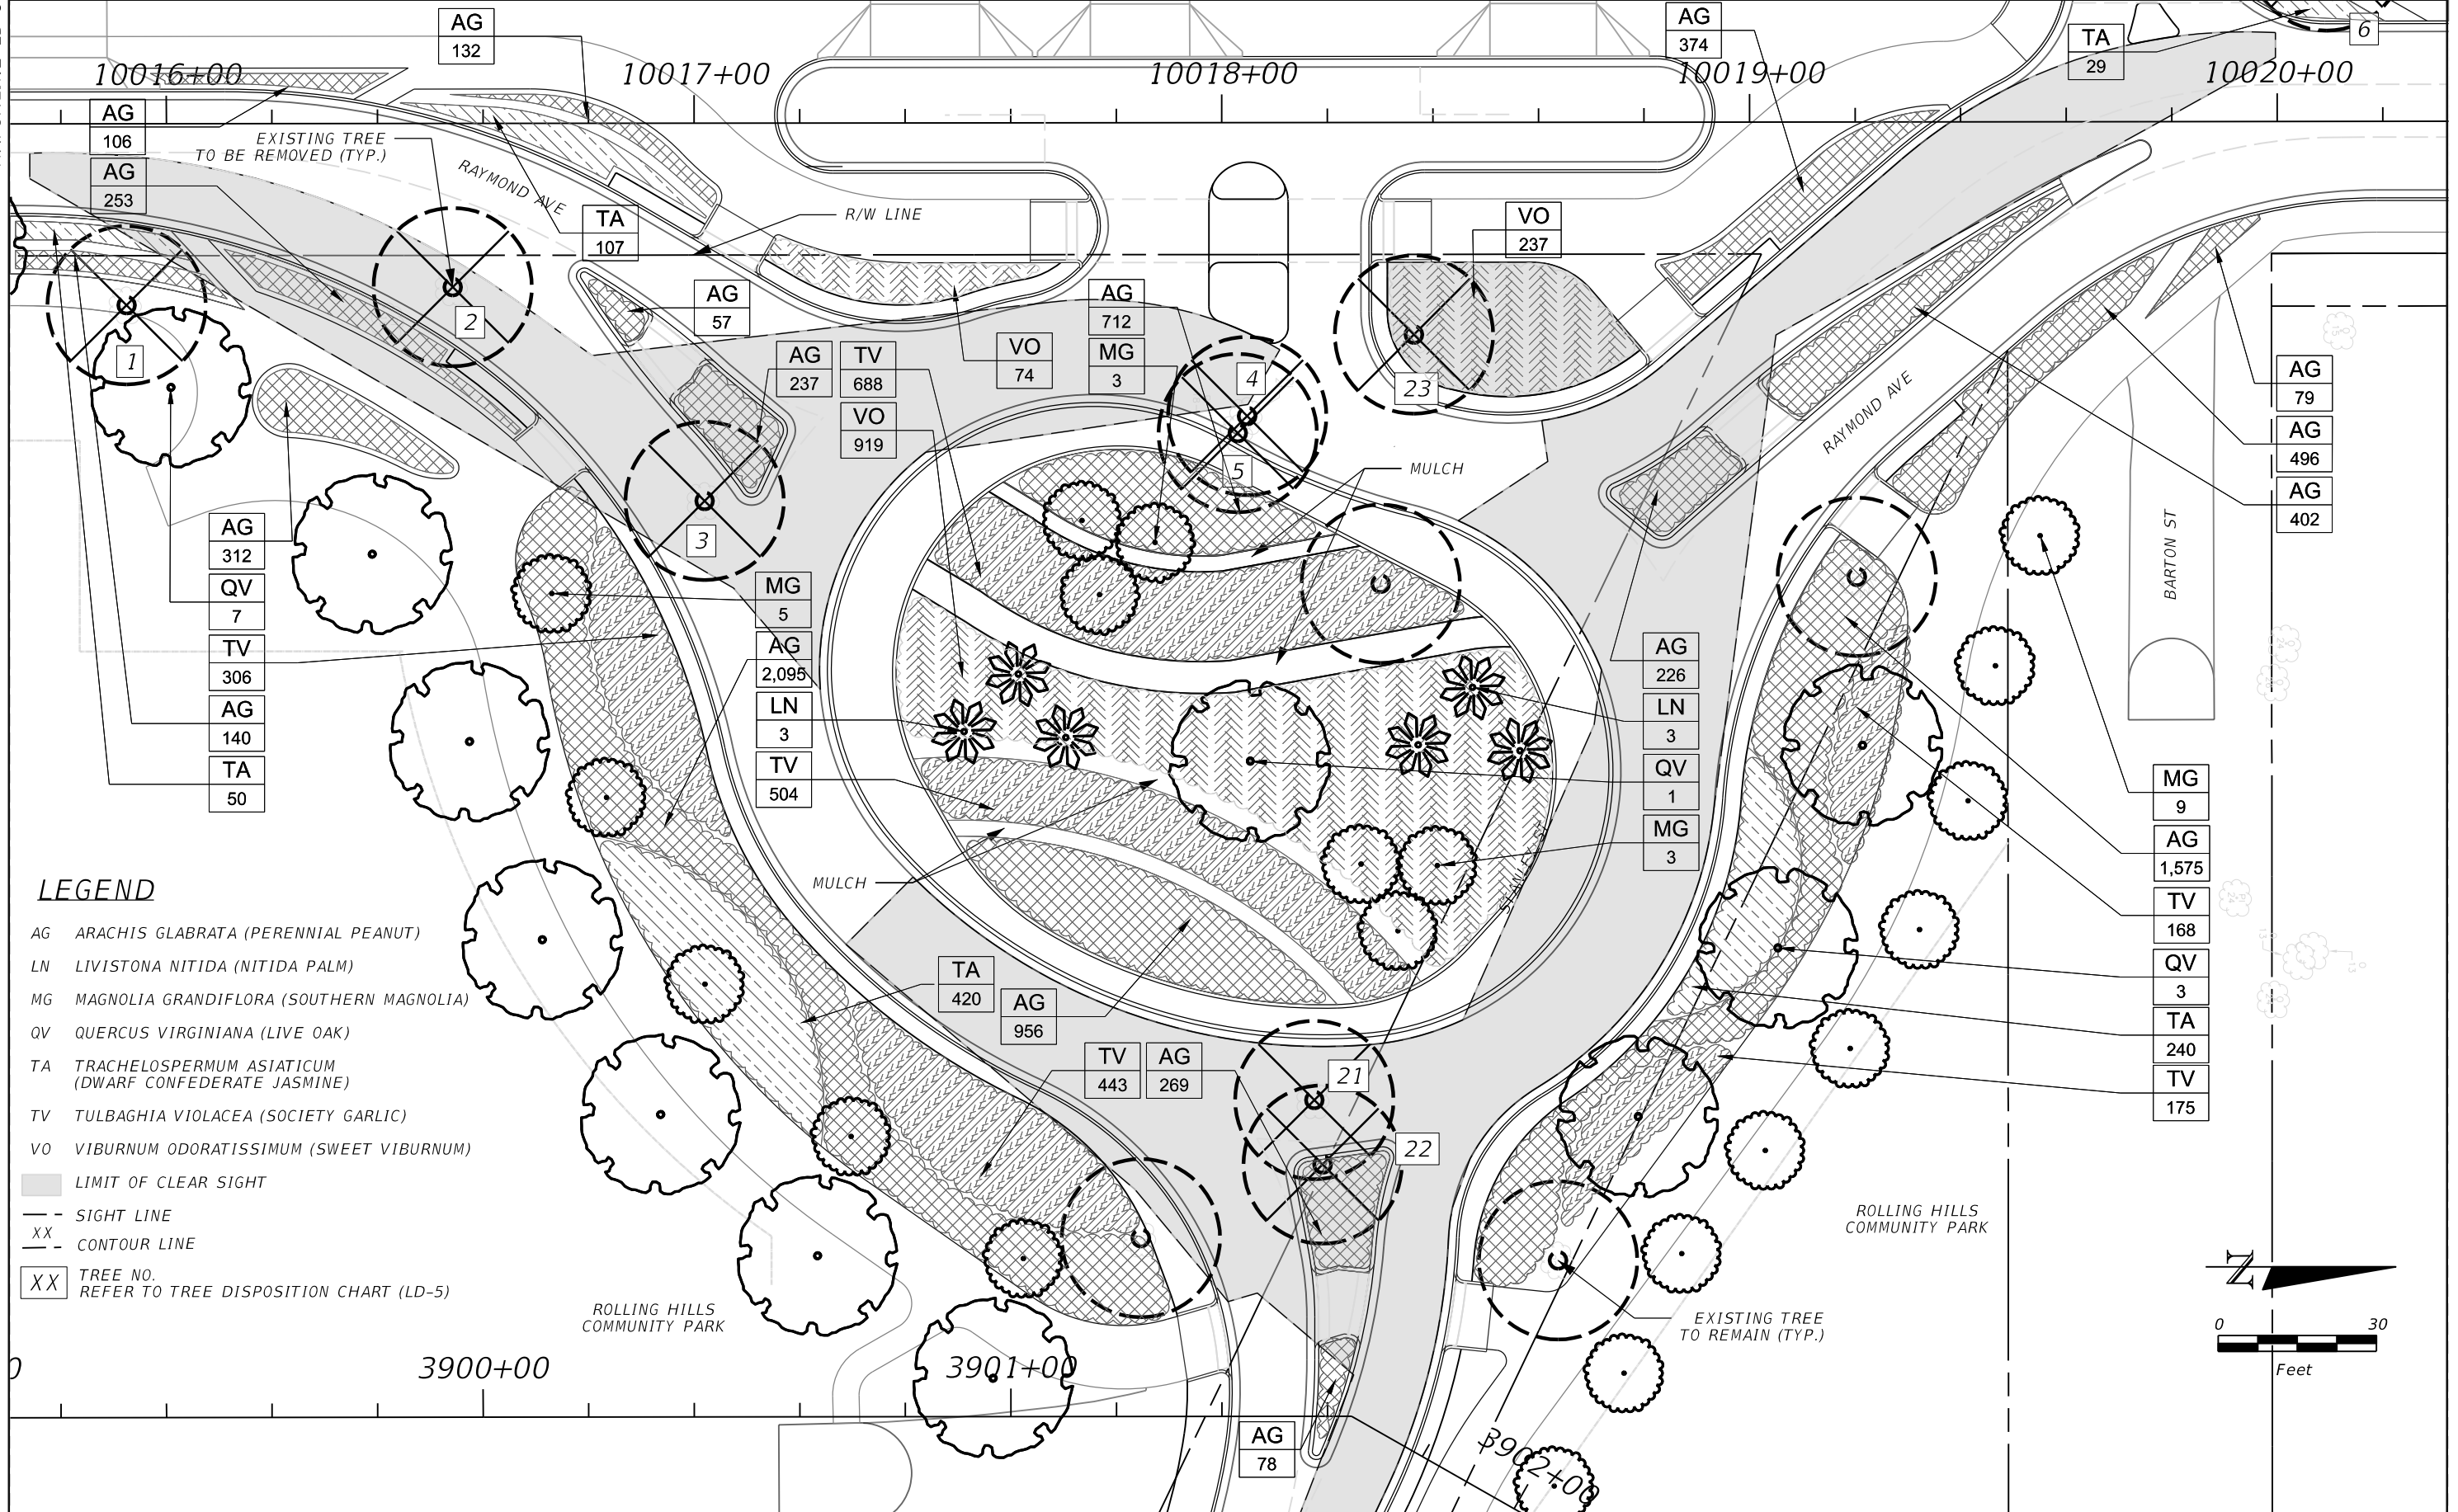 AG
132
AG
374
TA
29
6
10016+00
10017+00
10018+00
10019+00
10020+00
AG
106
EXISTING TREE
TO BE REMOVED (TYP.)
AG
253
RAYMOND AVE
TA
107
R/W LINE
VO
237
1
2
AG
57
AG
237
TV
688
VO
919
VO
74
AG
712
MG
3
4
5
23
MULCH
RAYMOND AVE
AG
79
AG
496
AG
402
BARTON ST
3
AG
312
QV
7
TV
306
AG
140
TA
50
MG
5
AG
2,095
LN
3
TV
504
AG
226
LN
3
QV
1
MG
3
MG
9
AG
1,575
TV
168
QV
3
TA
240
TV
175
MULCH
TA
420
AG
956
TV
443
AG
269
21
22
LEGEND
AG ARACHIS GLABRATA (PERENNIAL PEANUT)
LN LIVISTONA NITIDA (NITIDA PALM)
MG MAGNOLIA GRANDIFLORA (SOUTHERN MAGNOLIA)
QV QUERCUS VIRGINIANA (LIVE OAK)
TA TRACHELOSPERMUM ASIATICUM
(DWARF CONFEDERATE JASMINE)
TV TULBAGHIA VIOLACEA (SOCIETY GARLIC)
VO VIBURNUM ODORATISSIMUM (SWEET VIBURNUM)
LIMIT OF CLEAR SIGHT
SIGHT LINE
XX CONTOUR LINE
XX TREE NO.
REFER TO TREE DISPOSITION CHART (LD-5)
ROLLING HILLS
COMMUNITY PARK
ROLLING HILLS
COMMUNITY PARK
EXISTING TREE
TO REMAIN (TYP.)
N
0 30
Feet
0
3900+00
3901+00
3902+00
AG
78